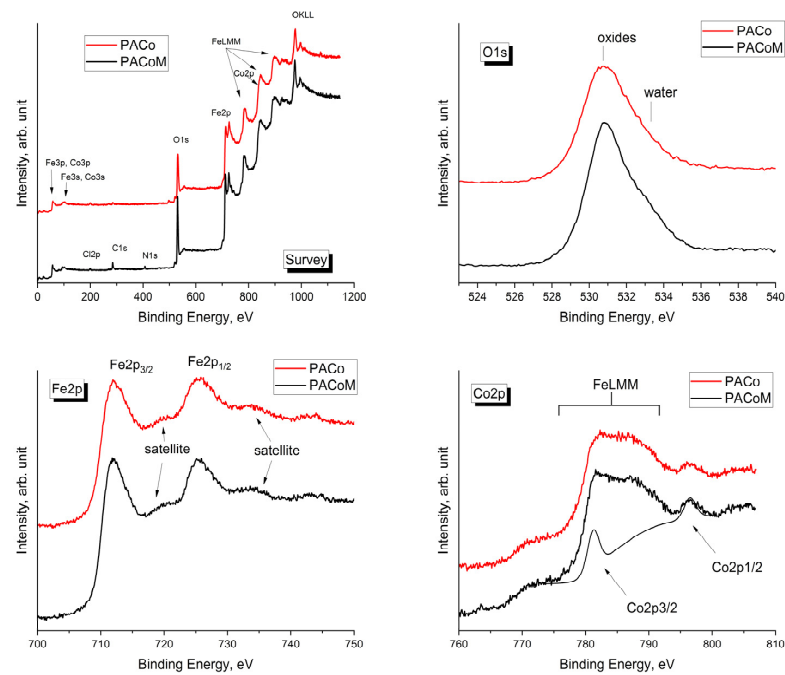 OKLL
PACo
PACoM
FeLMM
Co2p
Fe2p
O1s
Fe3p, Co3p
Fe3s, Co3s
Cl2p
C1s
N1s
Survey
Intensity, arb. unit
0 200 400 600 800 1000 1200
Binding Energy, eV
O1s
oxides
water
PACo
PACoM
Intensity, arb. unit
524 526 528 530 532 534 536 538 540
Binding Energy, eV
Fe2p
Fe2p3/2
Fe2p1/2
PACo
PACoM
satellite
satellite
Intensity, arb. unit
700 710 720 730 740 750
Binding Energy, eV
Co2p
FeLMM
PACo
PACoM
Co2p1/2
Co2p3/2
Intensity, arb. unit
760 770 780 790 800 810
Binding Energy, eV